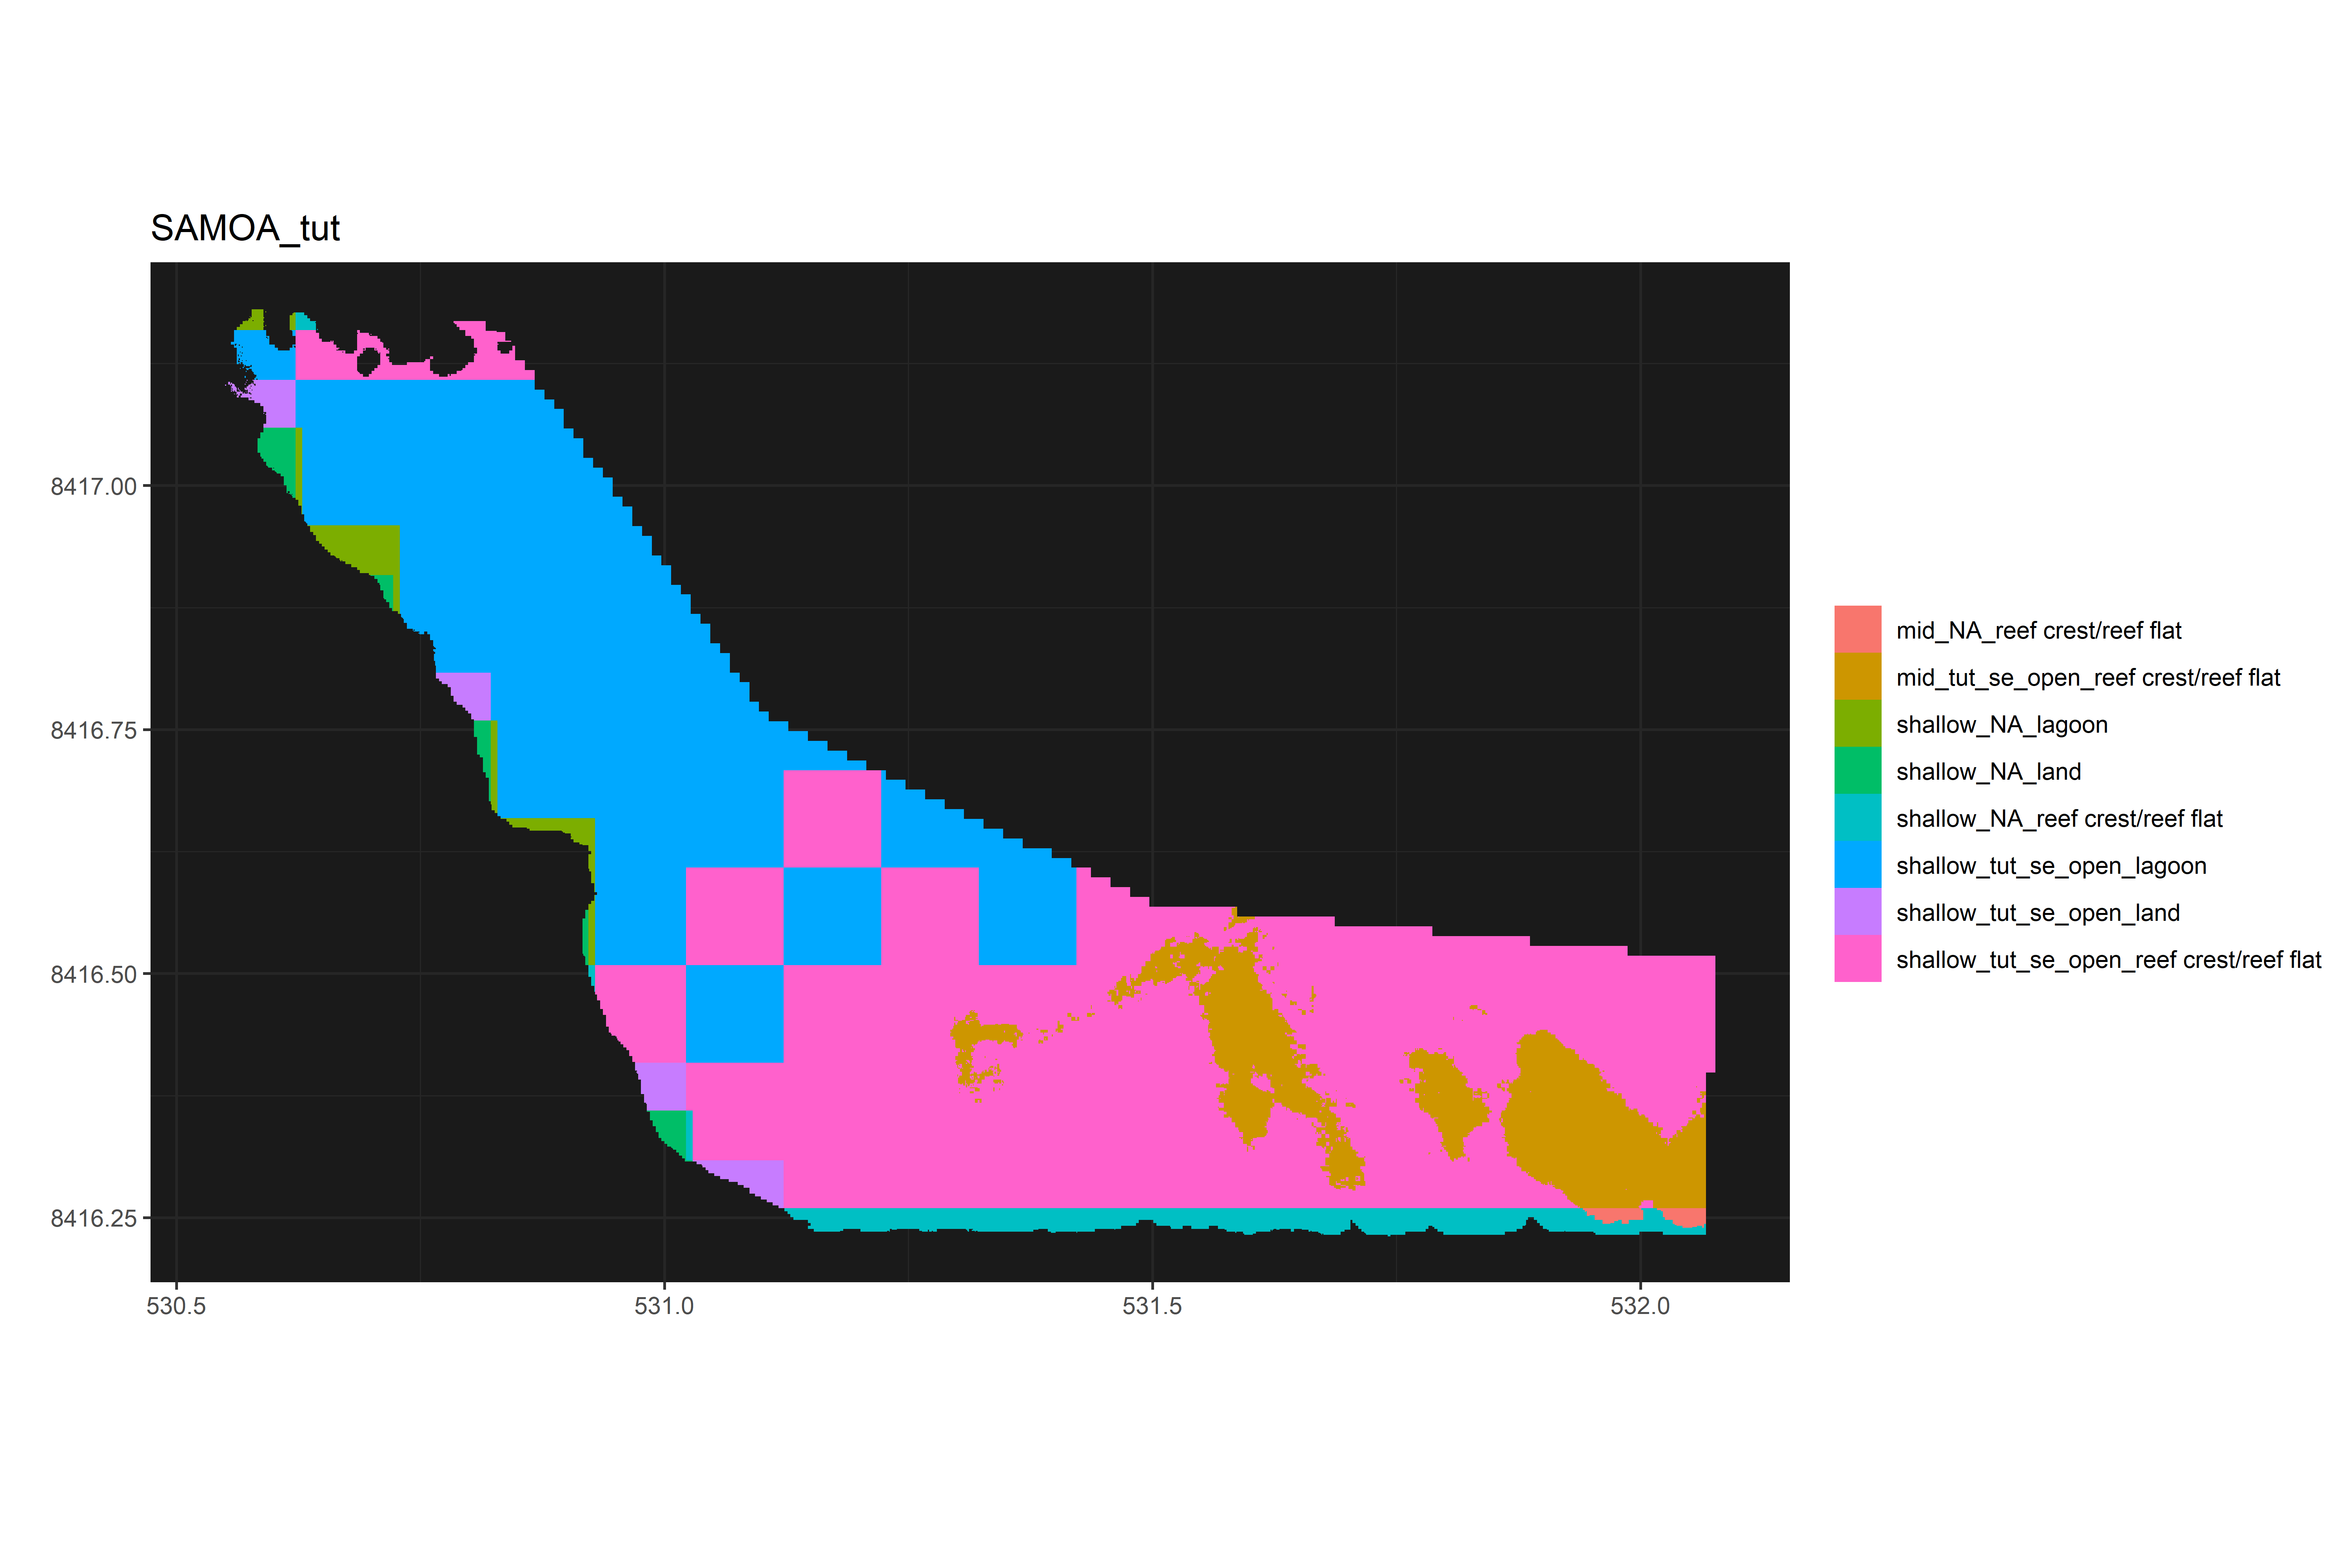 SAMOA_tut
8417.00
8416.75
8416.50
8416.25
530.5
531.0
531.5
532.0
mid_NA_reef crest/reef flat
mid_tut_se_open_reef crest/reef flat
shallow_NA_lagoon
shallow_NA_land
shallow_NA_reef crest/reef flat
shallow_tut_se_open_lagoon
shallow_tut_se_open_land
shallow_tut_se_open_reef crest/reef flat